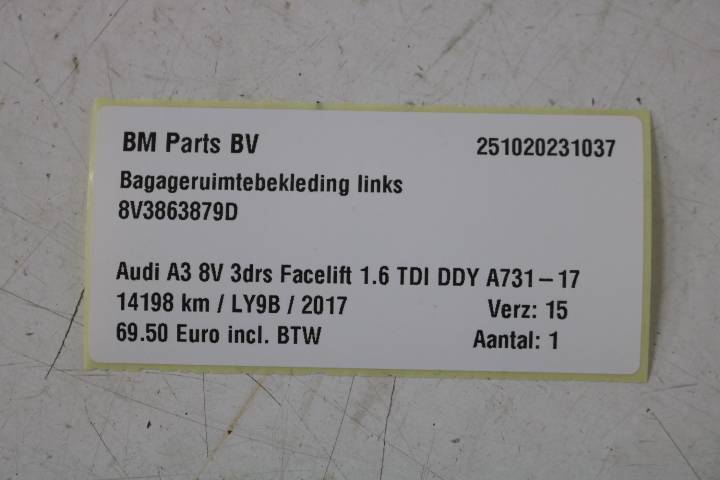 BM Parts BV 251020231037
Bagageruimtebekleding links
8V3863879D
Audi A3 8V 3drs Facelift 1.6 TDI DDY A731-17
14198 km / LY9B / 2017 Verz: 15
69.50 Euro incl. BTW Aantal: 1